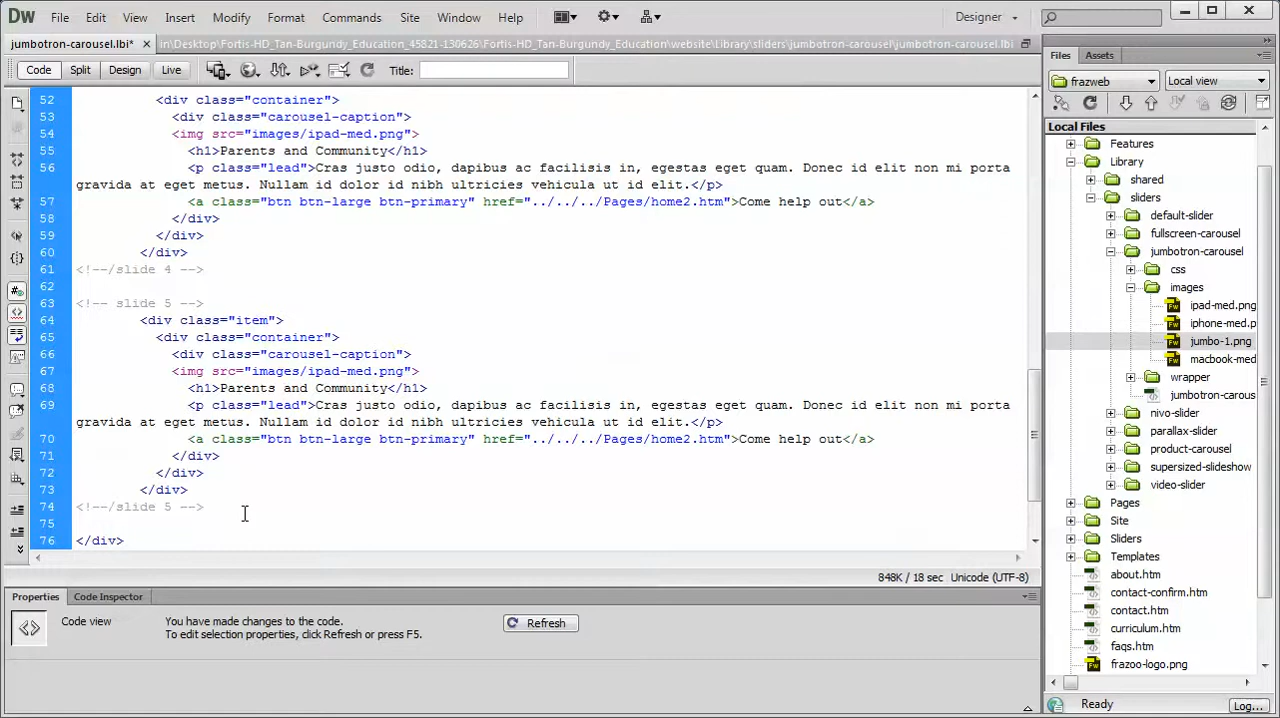 Dw File Edit View Insert Modify Format Commands Site Window Help Designer
jumbotron-carousel.lbi* in\Desktop\Fortis-HD_Tan-Burgundy_Education_45821-130626\Fortis-HD_Tan-Burgundy_Education\website\Library\sliders\jumbotron-carousel\jumbotron-carousel.lbi
Code Split Design Live Title:
52 <div class="container">
53 <div class="carousel-caption">
54 <img src="images/ipad-med.png">
55 <h1>Parents and Community</h1>
56 <p class="lead">Cras justo odio, dapibus ac facilisis in, egestas eget quam. Donec id elit non mi porta
gravida at eget metus. Nullam id dolor id nibh ultricies vehicula ut id elit.</p>
57 <a class="btn btn-large btn-primary" href="../../../Pages/home2.htm">Come help out</a>
58 </div>
59 </div>
60 </div>
61 <!--/slide 4 -->
62
63 <!-- slide 5 -->
64 <div class="item">
65 <div class="container">
66 <div class="carousel-caption">
67 <img src="images/ipad-med.png">
68 <h1>Parents and Community</h1>
69 <p class="lead">Cras justo odio, dapibus ac facilisis in, egestas eget quam. Donec id elit non mi porta
gravida at eget metus. Nullam id dolor id nibh ultricies vehicula ut id elit.</p>
70 <a class="btn btn-large btn-primary" href="../../../Pages/home2.htm">Come help out</a>
71 </div>
72 </div>
73 </div>
74 <!--/slide 5 -->
75
76 </div>
848K / 18 sec Unicode (UTF-8)
Properties Code Inspector
Code view
You have made changes to the code.
To edit selection properties, click Refresh or press F5.
Refresh
Files Assets
frazweb Local view
Local Files
Features
Library
shared
sliders
default-slider
fullscreen-carousel
jumbotron-carousel
css
images
ipad-med.png
iphone-med.p
jumbo-1.png
macbook-med
wrapper
jumbotron-carous
nivo-slider
parallax-slider
product-carousel
supersized-slideshow
video-slider
Pages
Site
Sliders
Templates
about.htm
contact-confirm.htm
contact.htm
curriculum.htm
faqs.htm
frazoo-logo.png
Ready Log...